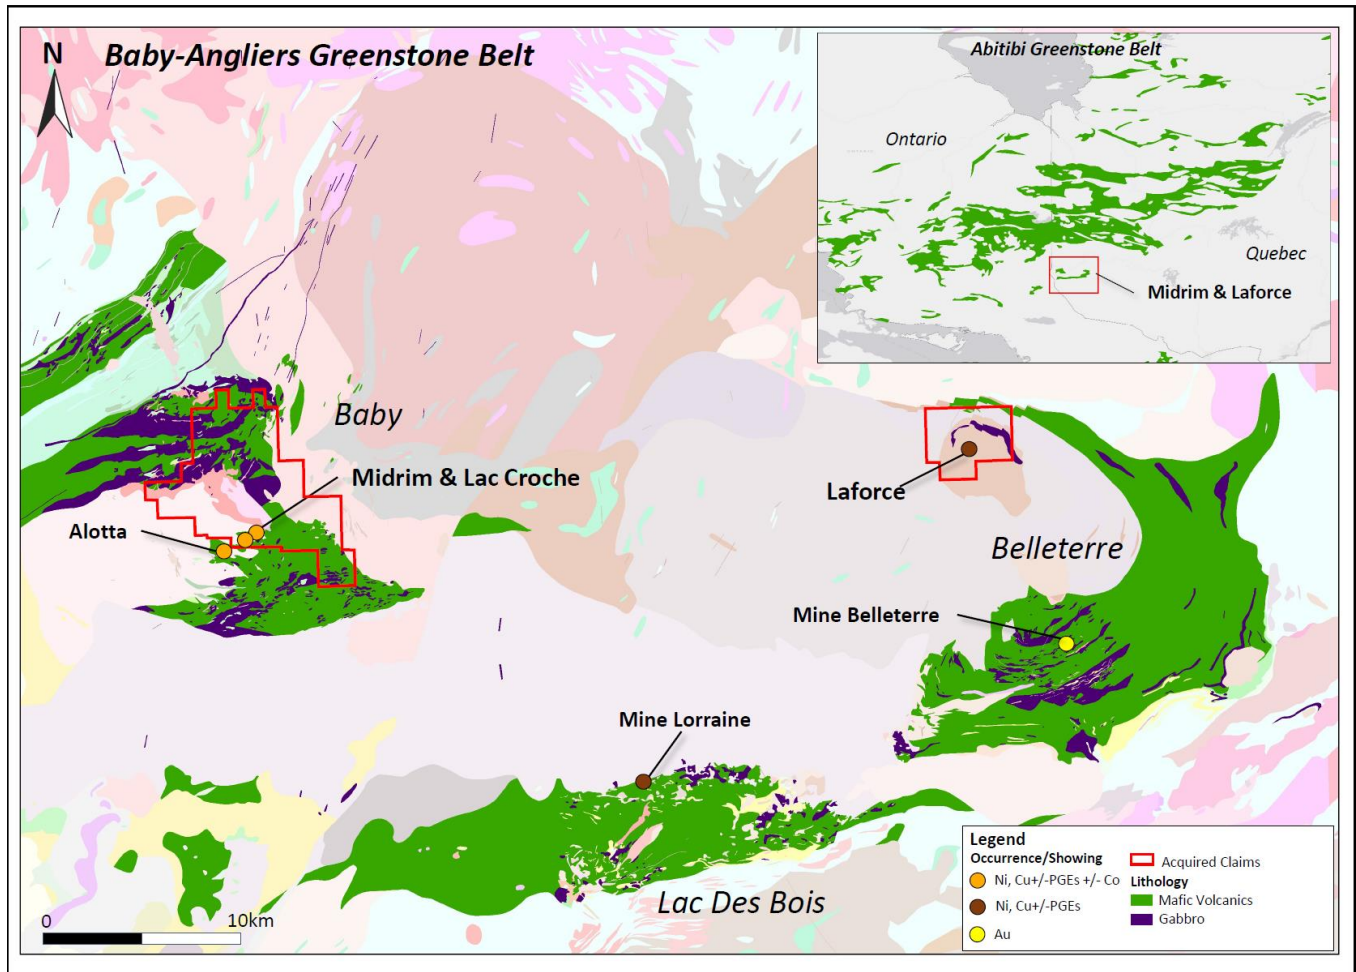 N
Baby-Angliers Greenstone Belt
Abitibi Greenstone Belt
Ontario
Quebec
Midrim & Laforce
Baby
Midrim & Lac Croche
Alotta
Laforce
Belleterre
Mine Belleterre
Mine Lorraine
Lac Des Bois
0 10km
Legend
Occurrence/Showing
Ni, Cu+/-PGEs +/- Co
Ni, Cu+/-PGEs
Au
Acquired Claims
Lithology
Mafic Volcanics
Gabbro